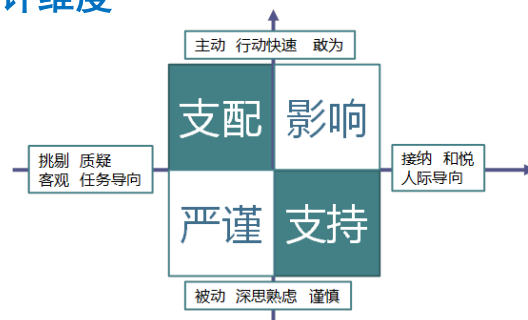 计维度
主动 行动快速 敢为
支配 影响
挑剔 质疑
客观 任务导向
接纳 和悦
人际导向
严谨 支持
被动 深思熟虑 谨慎